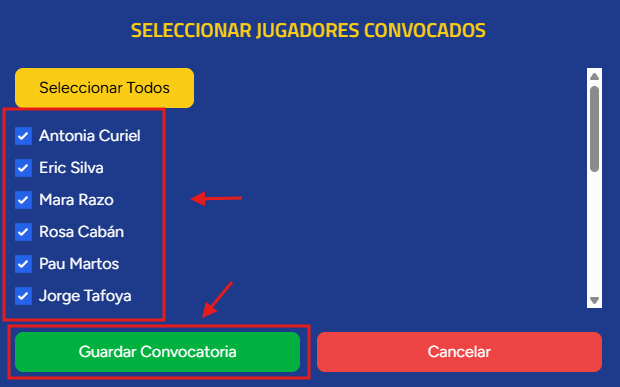 SELECCIONAR JUGADORES CONVOCADOS
Seleccionar Todos
Antonia Curiel
Eric Silva
Mara Razo
Rosa Cabán
Pau Martos
Jorge Tafoya
Guardar Convocatoria
Cancelar